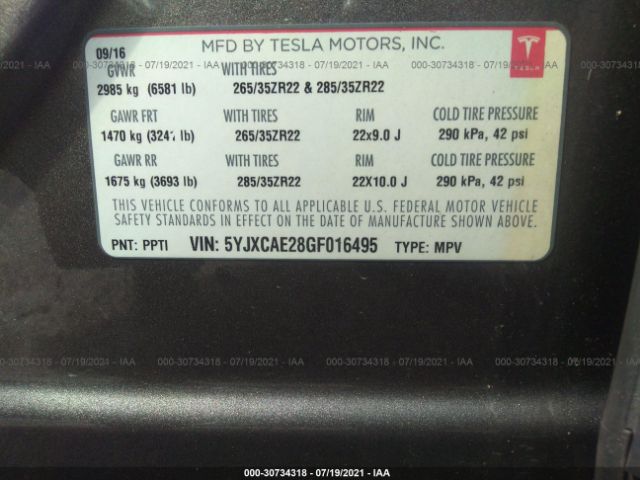 09/16 MFD BY TESLA MOTORS, INC.
TESLA
GVWR WITH TIRES
2985 kg (6581 lb) 265/35ZR22 & 285/35ZR22
GAWR FRT WITH TIRES RIM COLD TIRE PRESSURE
1470 kg (3241 lb) 265/35ZR22 22x9.0 J 290 kPa, 42 psi
GAWR RR WITH TIRES RIM COLD TIRE PRESSURE
1675 kg (3693 lb) 285/35ZR22 22X10.0 J 290 kPa, 42 psi
THIS VEHICLE CONFORMS TO ALL APPLICABLE U.S. FEDERAL MOTOR VEHICLE
SAFETY STANDARDS IN EFFECT ON THE DATE OF MANUFACTURE SHOWN ABOVE.
PNT: PPTI VIN: 5YJXCAE28GF016495 TYPE: MPV
000-30734318 - 07/19/2021 - IAA